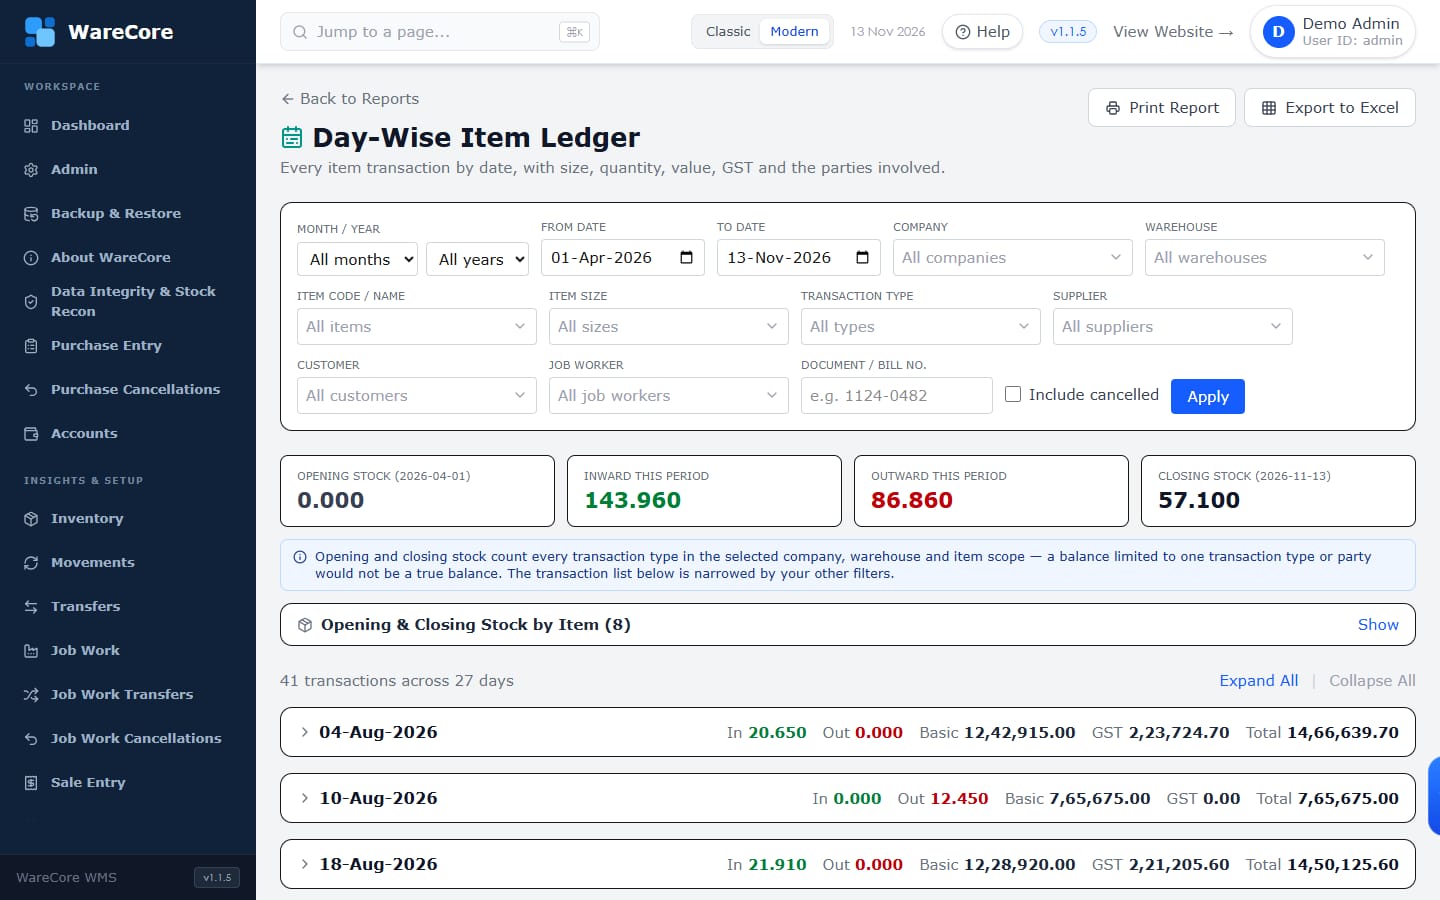 WareCore
Jump to a page...
⌘K
Classic
Modern
13 Nov 2026
Help
v1.1.5
View Website →
D
Demo Admin
User ID: admin
WORKSPACE
Dashboard
Admin
Backup & Restore
About WareCore
Data Integrity & Stock
Recon
Purchase Entry
Purchase Cancellations
Accounts
INSIGHTS & SETUP
Inventory
Movements
Transfers
Job Work
Job Work Transfers
Job Work Cancellations
Sale Entry
WareCore WMS
v1.1.5
← Back to Reports
Print Report
Export to Excel
Day-Wise Item Ledger
Every item transaction by date, with size, quantity, value, GST and the parties involved.
MONTH / YEAR
All months
All years
FROM DATE
01-Apr-2026
TO DATE
13-Nov-2026
COMPANY
All companies
WAREHOUSE
All warehouses
ITEM CODE / NAME
All items
ITEM SIZE
All sizes
TRANSACTION TYPE
All types
SUPPLIER
All suppliers
CUSTOMER
All customers
JOB WORKER
All job workers
DOCUMENT / BILL NO.
e.g. 1124-0482
Include cancelled
Apply
OPENING STOCK (2026-04-01)
0.000
INWARD THIS PERIOD
143.960
OUTWARD THIS PERIOD
86.860
CLOSING STOCK (2026-11-13)
57.100
Opening and closing stock count every transaction type in the selected company, warehouse and item scope — a balance limited to one transaction type or party
would not be a true balance. The transaction list below is narrowed by your other filters.
Opening & Closing Stock by Item (8)
Show
41 transactions across 27 days
Expand All | Collapse All
04-Aug-2026 In 20.650 Out 0.000 Basic 12,42,915.00 GST 2,23,724.70 Total 14,66,639.70
10-Aug-2026 In 0.000 Out 12.450 Basic 7,65,675.00 GST 0.00 Total 7,65,675.00
18-Aug-2026 In 21.910 Out 0.000 Basic 12,28,920.00 GST 2,21,205.60 Total 14,50,125.60